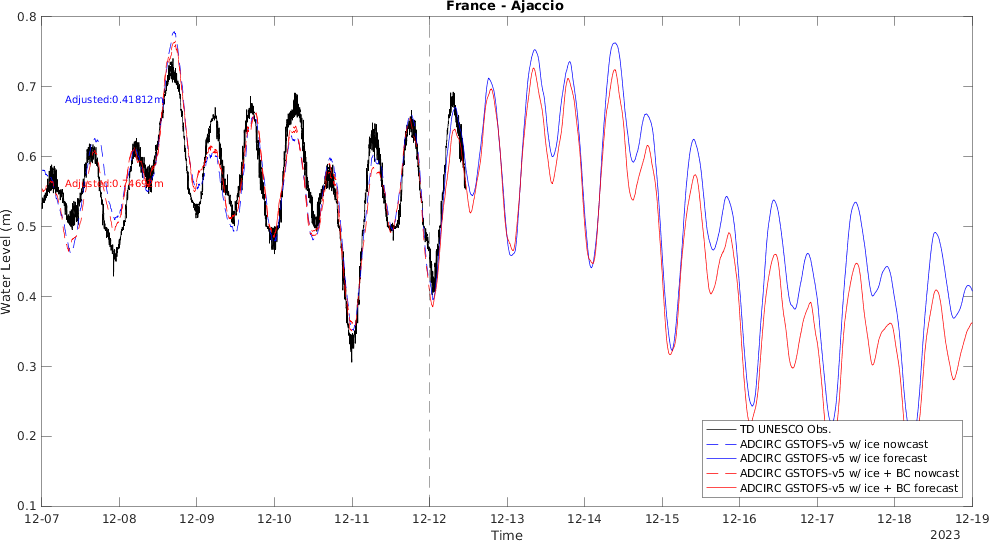 France - Ajaccio
0.8
0.7
0.6
0.5
0.4
0.3
0.2
0.1
Water Level (m)
Adjusted:0.41812m
TD UNESCO Obs.
ADCIRC GSTOFS-v5 w/ ice nowcast
ADCIRC GSTOFS-v5 w/ ice forecast
ADCIRC GSTOFS-v5 w/ ice + BC nowcast
ADCIRC GSTOFS-v5 w/ ice + BC forecast
12-07 12-08 12-09 12-10 12-11 12-12 12-13 12-14 12-15 12-16 12-17 12-18 12-19
Time
2023